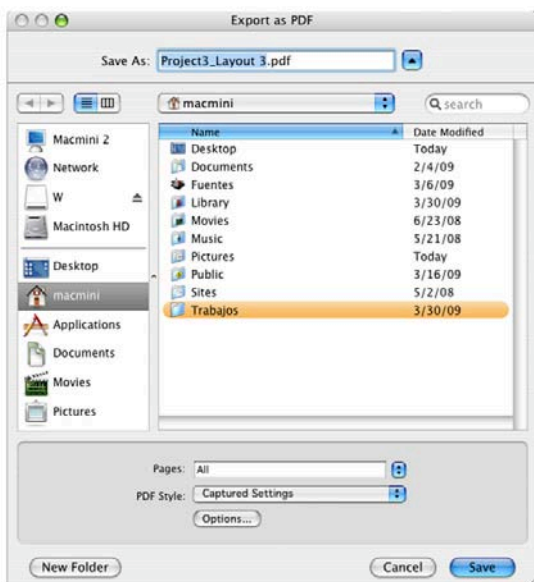 Export as PDF
Save As: Project3_Layout 3.pdf
macmini
search
Macmini 2
Network
W
Macintosh HD
Desktop
macmini
Applications
Documents
Movies
Pictures
Name Date Modified
Desktop Today
Documents 2/4/09
Fuentes 3/6/09
Library 3/30/09
Movies 6/23/08
Music 5/21/08
Pictures Today
Public 3/16/09
Sites 5/2/08
Trabajos 3/30/09
Pages: All
PDF Style: Captured Settings
Options...
New Folder Cancel Save